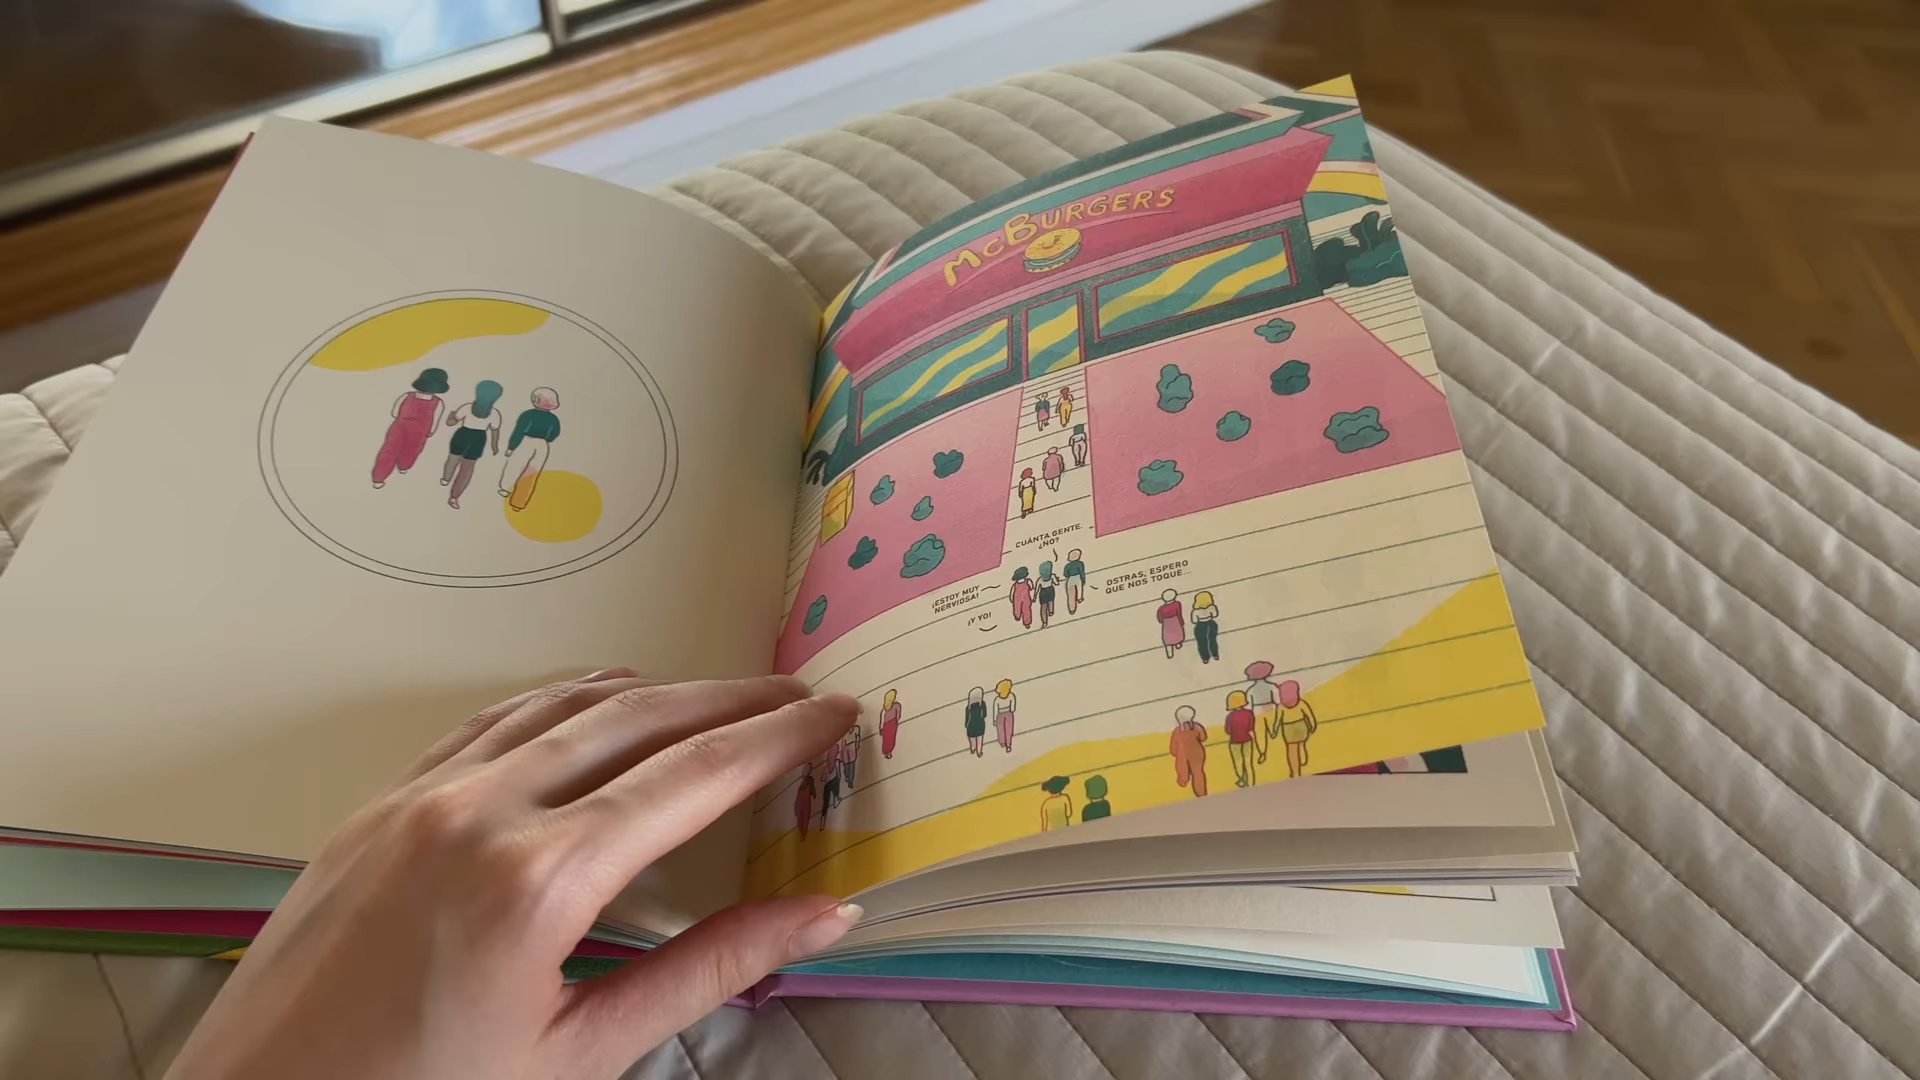 McBURGERS
CUÁNTA GENTE.
¿NO?
¡ESTOY MUY
NERVIOSA!
¡Y YO!
OSTRAS, ESPERO
QUE NOS TOQUE...